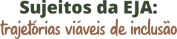 Sujeitos da EJA:
trajetórias viáveis de inclusão